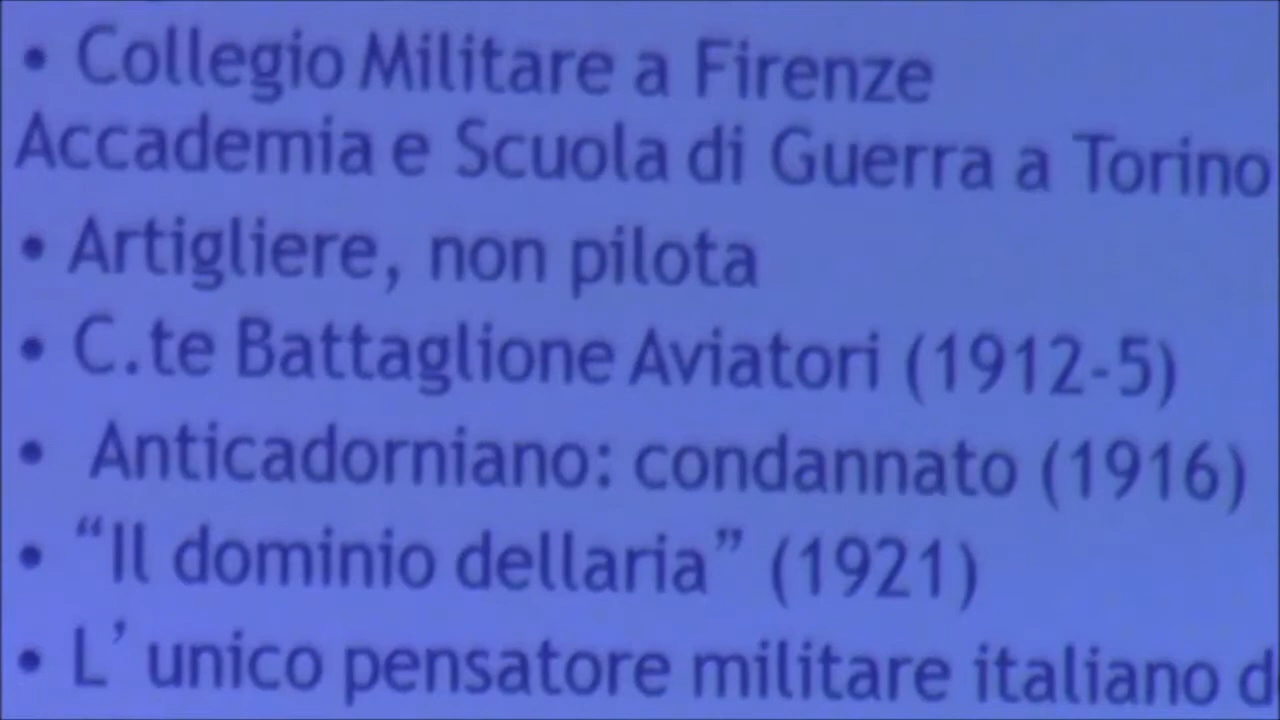 • Collegio Militare a Firenze
Accademia e Scuola di Guerra a Torino
• Artigliere, non pilota
• C.te Battaglione Aviatori (1912-5)
• Anticadorniano: condannato (1916)
• “Il dominio dellaria” (1921)
• L’ unico pensatore militare italiano d